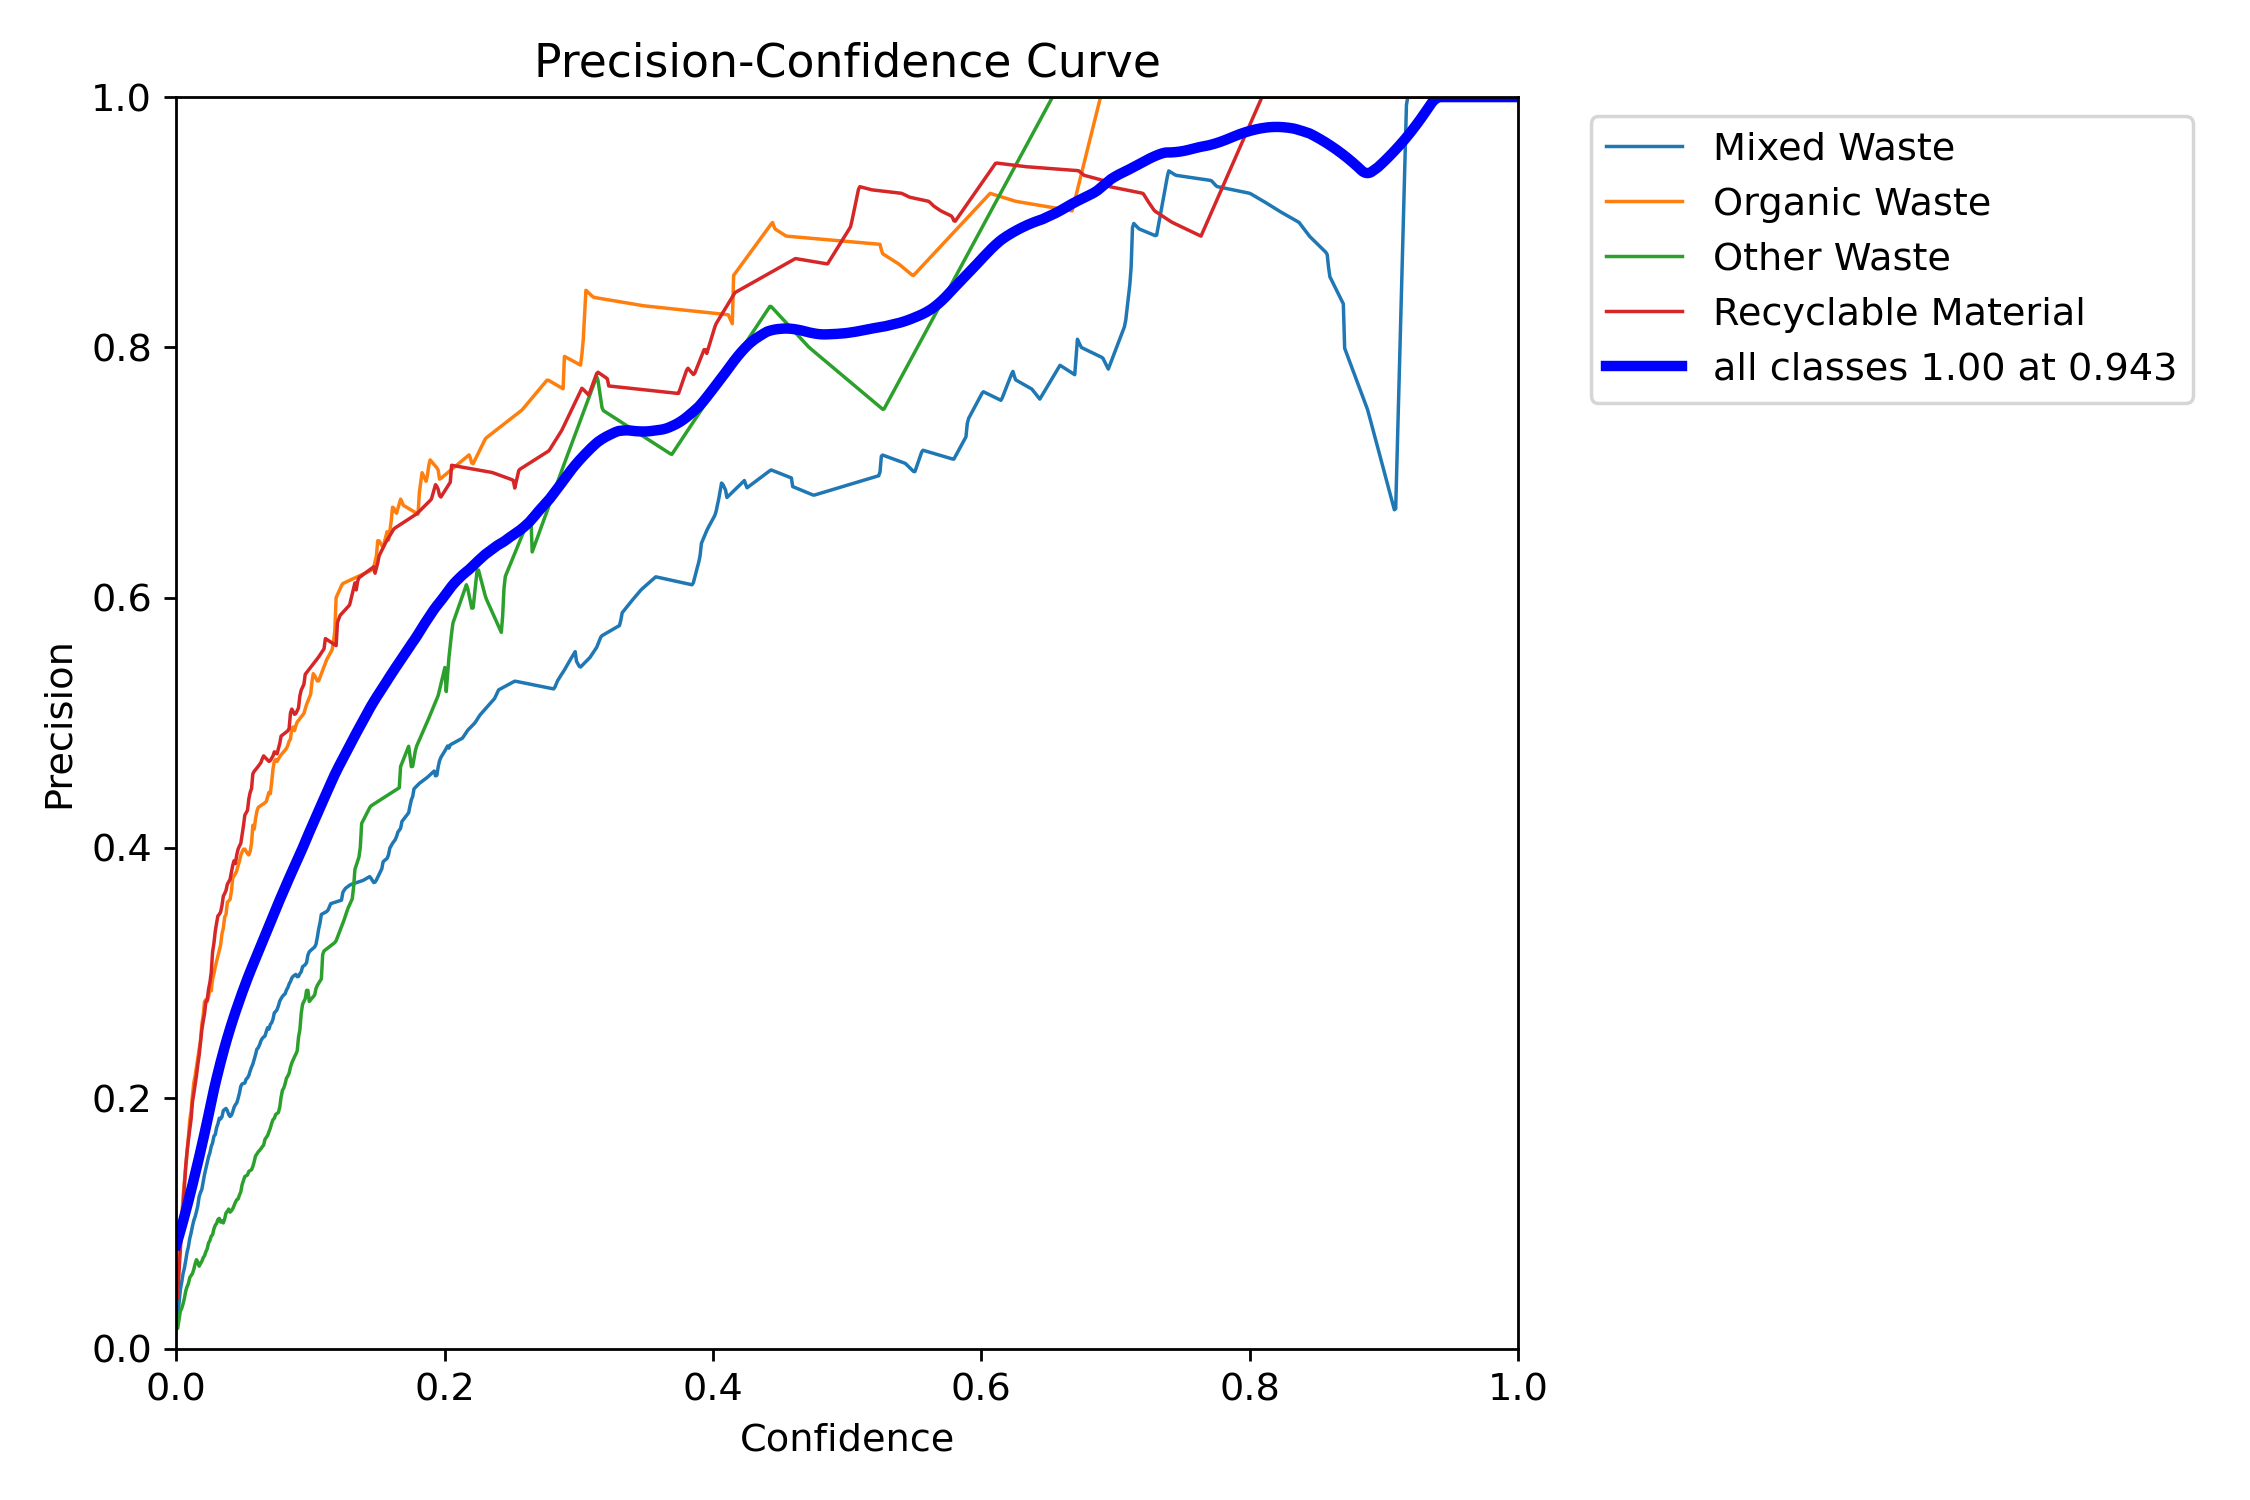 Precision-Confidence Curve
1.0
0.8
0.6
0.4
0.2
0.0
Precision
0.0 0.2 0.4 0.6 0.8 1.0
Confidence
Mixed Waste
Organic Waste
Other Waste
Recyclable Material
all classes 1.00 at 0.943